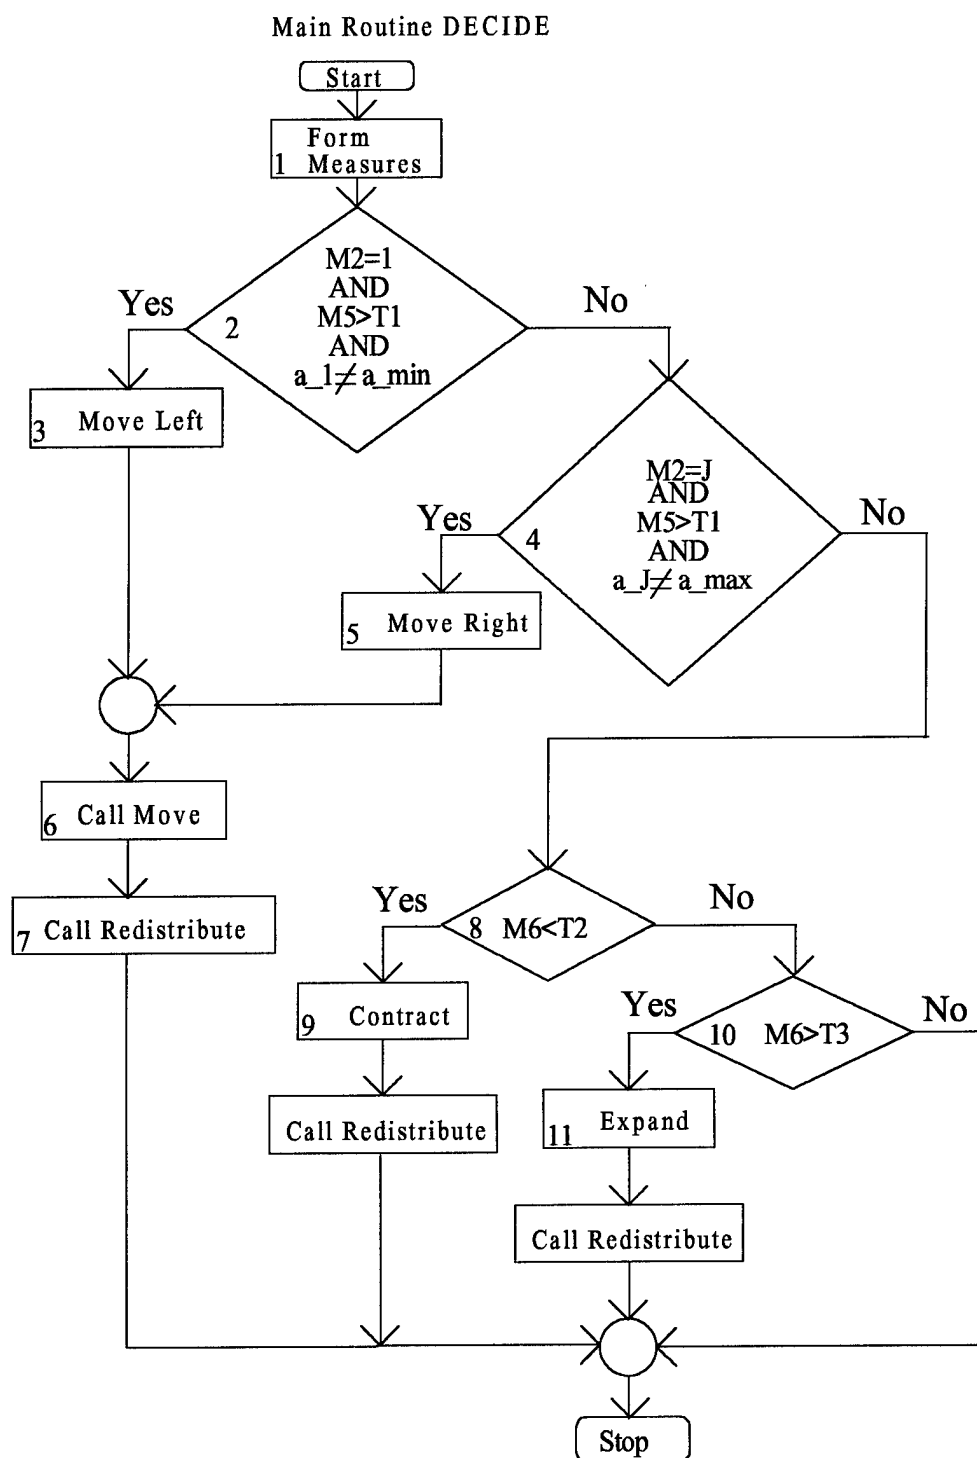 Main Routine DECIDE
Start
Form
1 Measures
M2=1
AND
Yes
No
2 M5>T1
AND
a_1≠a_min
3 Move Left
M2=J
AND
Yes
No
4 M5>T1
AND
a_J≠a_max
5 Move Right
6 Call Move
7 Call Redistribute
Yes
No
8 M6<T2
9 Contract
Yes
No
10 M6>T3
Call Redistribute
11 Expand
Call Redistribute
Stop